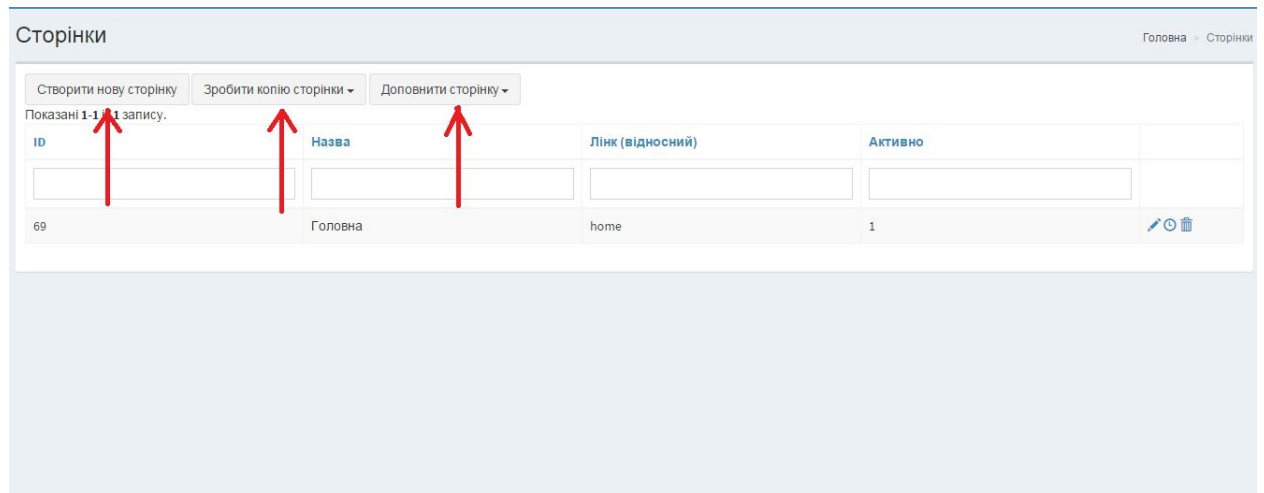 Сторінки
Головна > Сторінки
Створити нову сторінку Зробити копію сторінки Доповнити сторінку
Показані 1-1 із 1 запису.
ID Назва Лінк (відносний) Активно
69 Головна home 1